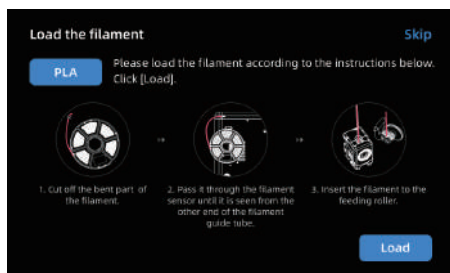 Load the filament
Skip
PLA
Please load the filament according to the instructions below.
Click [Load].
1. Cut off the bent part of
the filament.
2. Pass it through the filament
sensor until it is seen from the
other end of the filament
guide tube.
3. Insert the filament to the
feeding roller.
Load